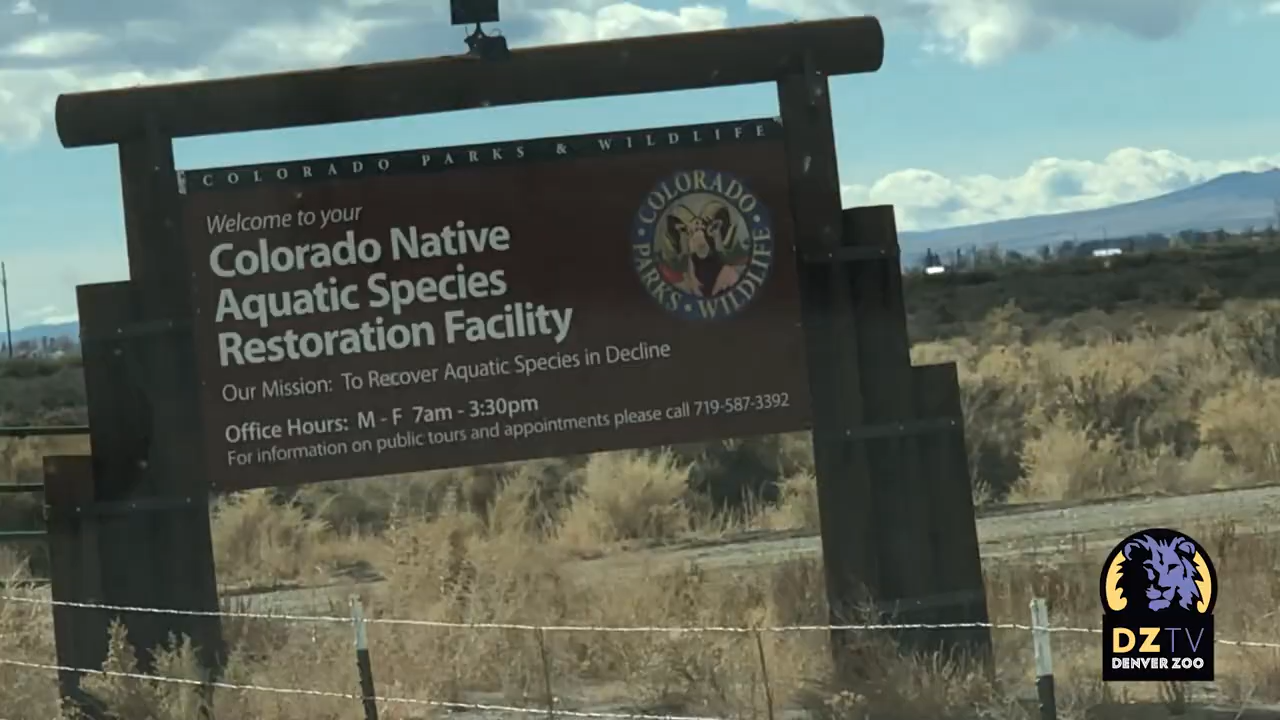 COLORADO PARKS & WILDLIFE
Welcome to your
Colorado Native
Aquatic Species
Restoration Facility
Our Mission: To Recover Aquatic Species in Decline
Office Hours: M - F 7am - 3:30pm
For information on public tours and appointments please call 719-587-3392
COLORADO
PARKS • WILDLIFE
DZTV
DENVER ZOO